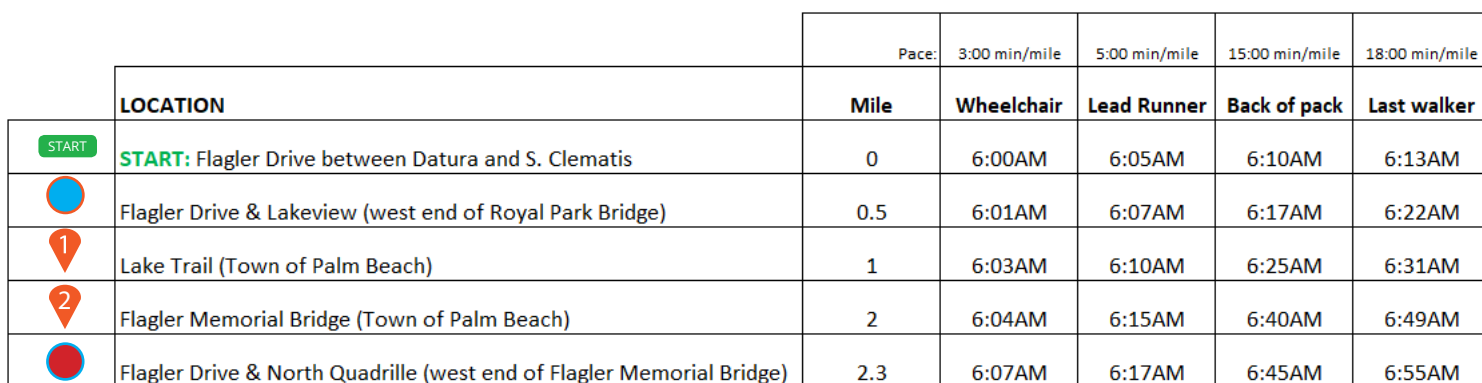 Pace: 3:00 min/mile 5:00 min/mile 15:00 min/mile 18:00 min/mile
LOCATION Mile Wheelchair Lead Runner Back of pack Last walker
START START: Flagler Drive between Datura and S. Clematis 0 6:00AM 6:05AM 6:10AM 6:13AM
Flagler Drive & Lakeview (west end of Royal Park Bridge) 0.5 6:01AM 6:07AM 6:17AM 6:22AM
1 Lake Trail (Town of Palm Beach) 1 6:03AM 6:10AM 6:25AM 6:31AM
2 Flagler Memorial Bridge (Town of Palm Beach) 2 6:04AM 6:15AM 6:40AM 6:49AM
Flagler Drive & North Quadrille (west end of Flagler Memorial Bridge) 2.3 6:07AM 6:17AM 6:45AM 6:55AM